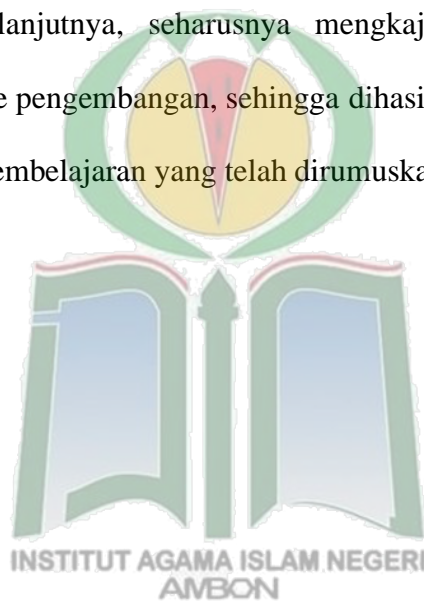 lanjutnya, seharusnya mengkaj
e pengembangan, sehingga dihasi
embelajaran yang telah dirumuska
INSTITUT AGAMA ISLAM NEGERI
AMBON